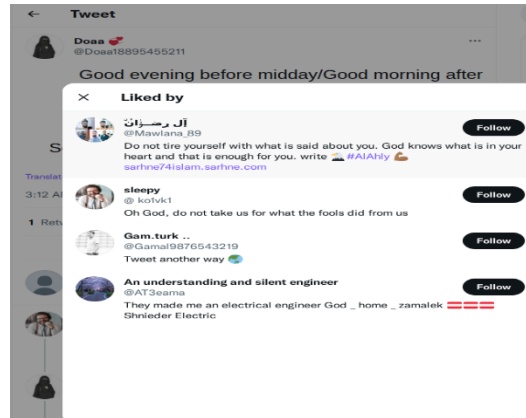 Tweet
Doaa
@Doaa18895455211
Good evening before midday/Good morning after
Liked by
آل رضــوٰان
@Mawlana_89
Follow
Do not tire yourself with what is said about you. God knows what is in your
heart and that is enough for you. write #AlAhly
sarhne74islam.sarhne.com
S
Translat
3:12 A
1 Retw
sleepy
@ ko1vk1
Follow
Oh God, do not take us for what the fools did from us
Gam.turk ..
@Gamal9876543219
Follow
Tweet another way
An understanding and silent engineer
@AT3eama
Follow
They made me an electrical engineer God _ home _ zamalek
Shnieder Electric